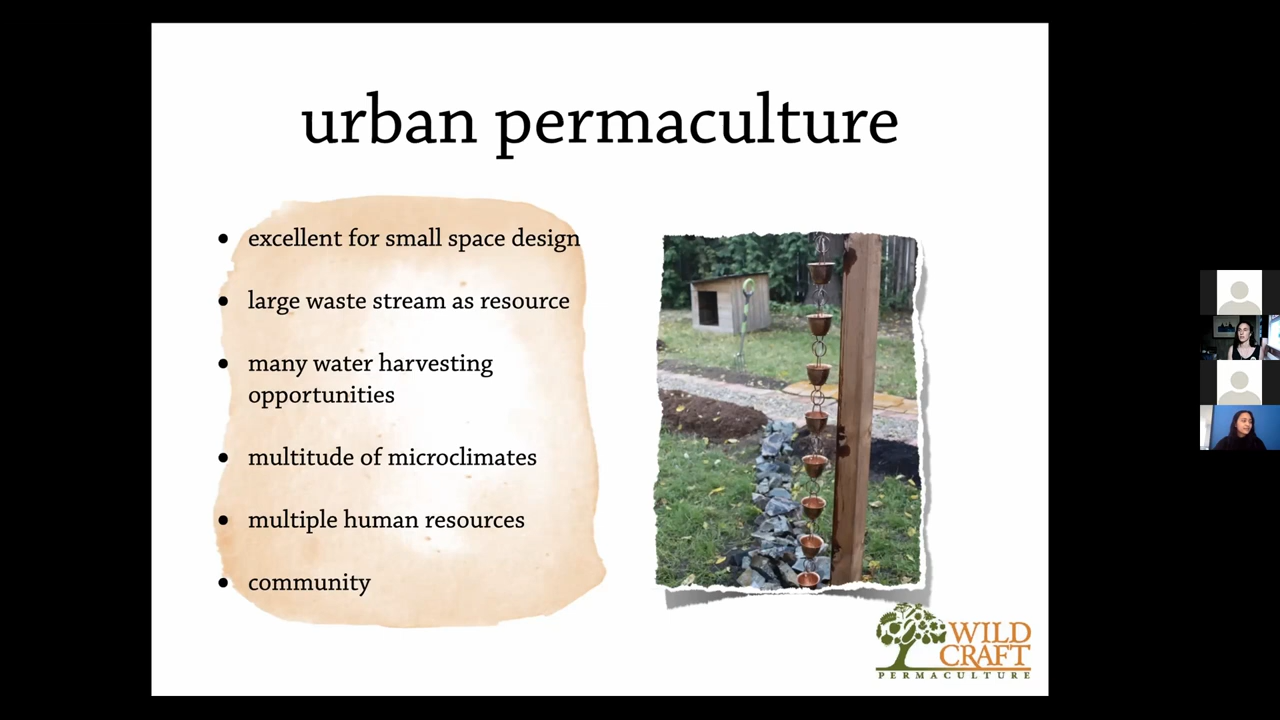 urban permaculture
• excellent for small space design
• large waste stream as resource
• many water harvesting
opportunities
• multitude of microclimates
• multiple human resources
• community
WILD
CRAFT
PERMACULTURE